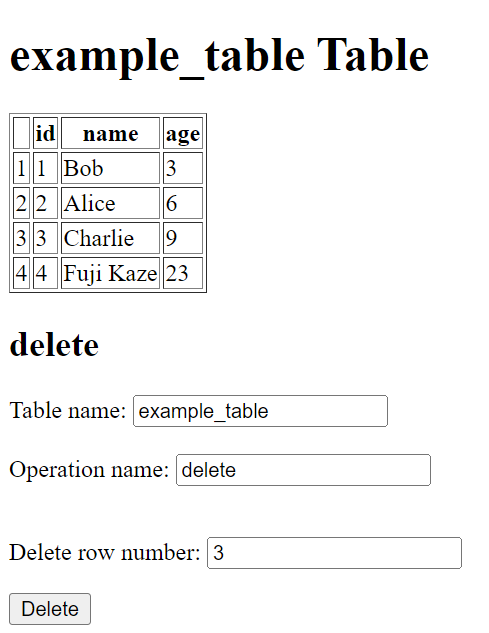 example_table Table
id name age
1 1 Bob 3
2 2 Alice 6
3 3 Charlie 9
4 4 Fuji Kaze 23
delete
Table name: example_table
Operation name: delete
Delete row number: 3
Delete